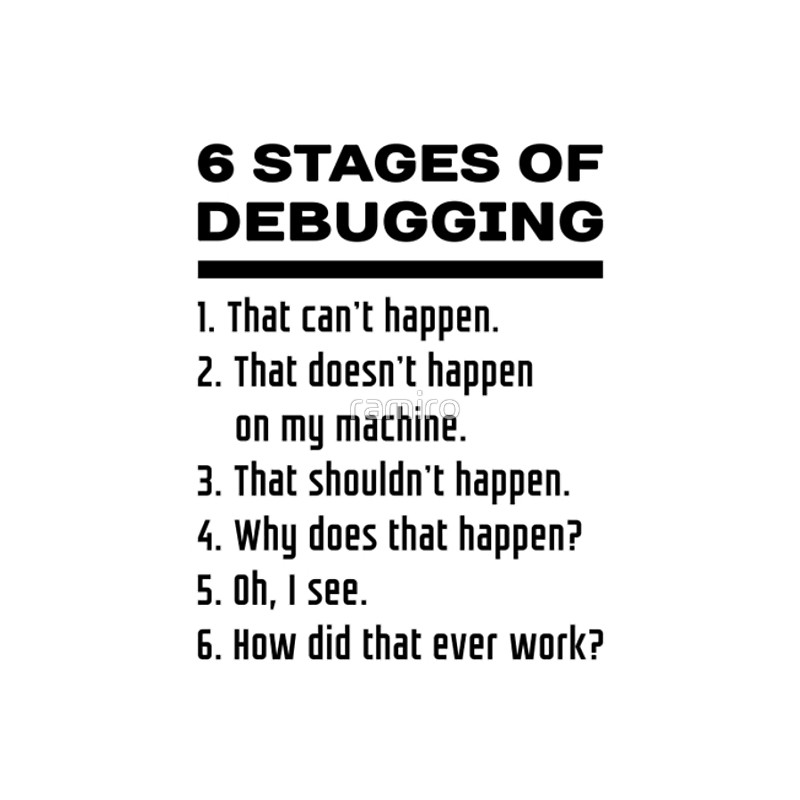 6 STAGES OF
DEBUGGING
1. That can't happen.
2. That doesn't happen
on my machine.
ramiro
3. That shouldn't happen.
4. Why does that happen?
5. Oh, I see.
6. How did that ever work?